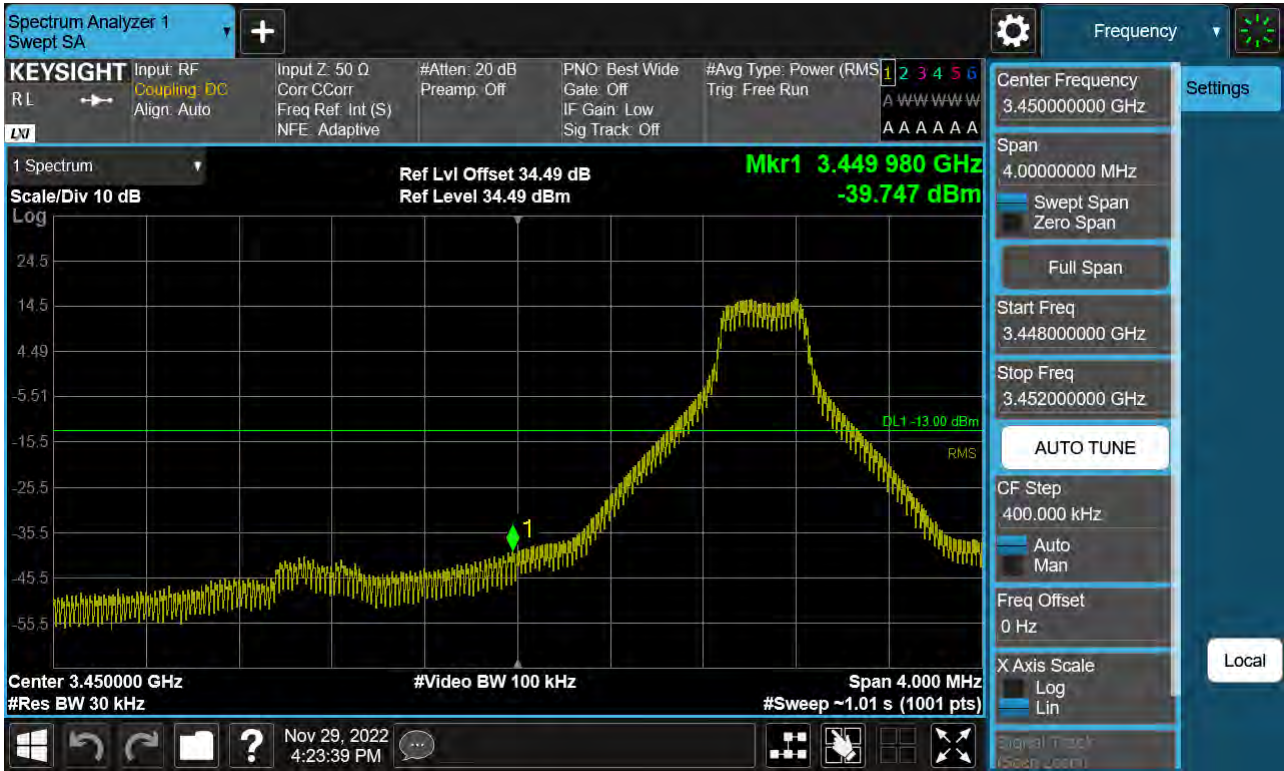 Spectrum Analyzer 1
Swept SA
Frequency
KEYSIGHT
RL
LXI
Input: RF
Coupling: DC
Align: Auto
Input Z: 50 Ω
Corr CCorr
Freq Ref: Int (S)
NFE: Adaptive
#Atten: 20 dB
Preamp: Off
PNO: Best Wide
Gate: Off
IF Gain: Low
Sig Track: Off
#Avg Type: Power (RMS
Trig: Free Run
1 2 3 4 5 6
A W W W W W
A A A A A A
1 Spectrum
Scale/Div 10 dB
Log
Ref Lvl Offset 34.49 dB
Ref Level 34.49 dBm
Mkr1 3.449 980 GHz
-39.747 dBm
24.5
14.5
4.49
-5.51
-15.5
-25.5
-35.5
-45.5
-55.5
DL1 -13.00 dBm
RMS
1
Center 3.450000 GHz
#Res BW 30 kHz
#Video BW 100 kHz
Span 4.000 MHz
#Sweep ~1.01 s (1001 pts)
Center Frequency
3.450000000 GHz
Settings
Span
4.00000000 MHz
Swept Span
Zero Span
Full Span
Start Freq
3.448000000 GHz
Stop Freq
3.452000000 GHz
AUTO TUNE
CF Step
400.000 kHz
Auto
Man
Freq Offset
0 Hz
X Axis Scale
Log
Lin
Local
Signal Track
(Span Zoom)
?
Nov 29, 2022
4:23:39 PM